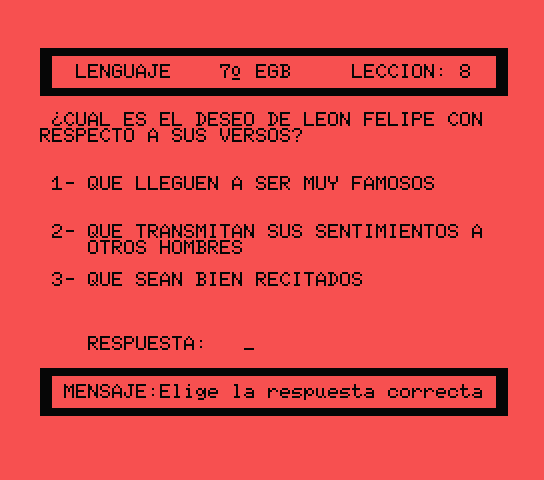 LENGUAJE 7º EGB LECCION: 8
¿CUAL ES EL DESEO DE LEON FELIPE CON
RESPECTO A SUS VERSOS?
1- QUE LLEGUEN A SER MUY FAMOSOS
2- QUE TRANSMITAN SUS SENTIMIENTOS A
OTROS HOMBRES
3- QUE SEAN BIEN RECITADOS
RESPUESTA: _
MENSAJE:Elige la respuesta correcta